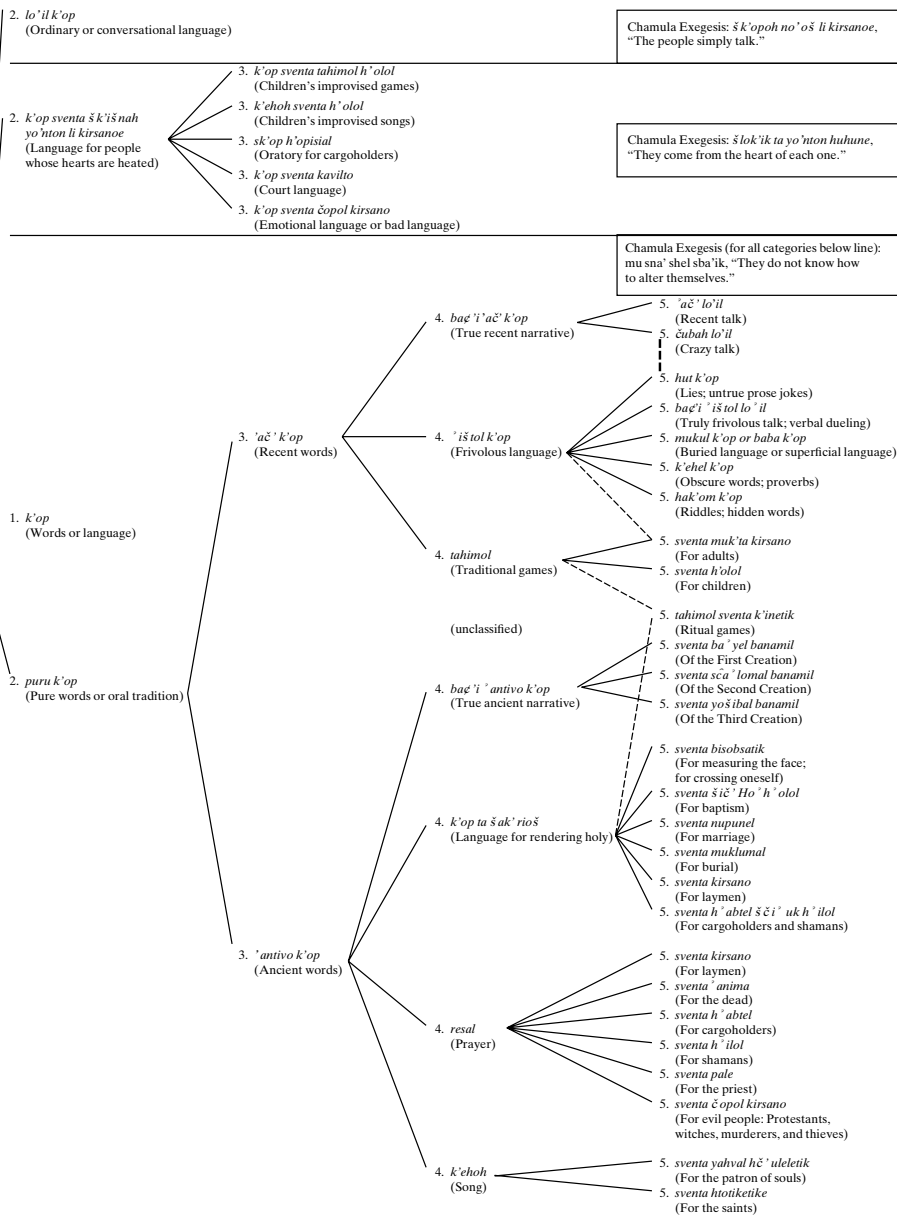 2. lo’il k’op
(Ordinary or conversational language)
Chamula Exegesis: š k’opoh no’ oš li kirsanoe,
“The people simply talk.”
2. k’op sventa š k’išnah
yo’nton li kirsanoe
(Language for people
whose hearts are heated)
3. k’op sventa tahimol h’ olol
(Children’s improvised games)
3. k’ehoh sventa h’ olol
(Children’s improvised songs)
3. sk’op h’opisial
(Oratory for cargoholders)
3. k’op sventa kavilto
(Court language)
3. k’op sventa čopol kirsano
(Emotional language or bad language)
Chamula Exegesis: šlok’ik ta yo’nton huhune,
“They come from the heart of each one.”
Chamula Exegesis (for all categories below line):
mu sna’ shel sba’ik, “They do not know how
to alter themselves.”
1. k’op
(Words or language)
2. puru k’op
(Pure words or oral tradition)
3. ’ač’ k’op
(Recent words)
4. baȼ’i’ač’ k’op
(True recent narrative)
5. ʾač’ lo’il
(Recent talk)
5. čubah lo’il
(Crazy talk)
4. ʾištol k’op
(Frivolous language)
5. hut k’op
(Lies; untrue prose jokes)
5. baȼ’i ʾištol loʾil
(Truly frivolous talk; verbal dueling)
5. mukul k’op or baba k’op
(Buried language or superficial language)
5. k’ehel k’op
(Obscure words; proverbs)
5. hak’om k’op
(Riddles; hidden words)
4. tahimol
(Traditional games)
5. sventa muk’ta kirsano
(For adults)
5. sventa h’olol
(For children)
(unclassified)
5. tahimol sventa k’inetik
(Ritual games)
3. ’antivo k’op
(Ancient words)
4. baȼ’i ʾantivo k’op
(True ancient narrative)
5. sventa baʾyel banamil
(Of the First Creation)
5. sventa sĉaʾlomal banamil
(Of the Second Creation)
5. sventa yošibal banamil
(Of the Third Creation)
4. k’op ta šak’ rioš
(Language for rendering holy)
5. sventa bisobsatik
(For measuring the face;
for crossing oneself)
5. sventa šič’ Hoʾhʾolol
(For baptism)
5. sventa nupunel
(For marriage)
5. sventa muklumal
(For burial)
5. sventa kirsano
(For laymen)
5. sventa hʾabtel ščiʾuk hʾilol
(For cargoholders and shamans)
4. resal
(Prayer)
5. sventa kirsano
(For laymen)
5. sventaʾanima
(For the dead)
5. sventa hʾabtel
(For cargoholders)
5. sventa hʾilol
(For shamans)
5. sventa pale
(For the priest)
5. sventa čopol kirsano
(For evil people: Protestants,
witches, murderers, and thieves)
4. k’ehoh
(Song)
5. sventa yahval hč’uleletik
(For the patron of souls)
5. sventa htotiketike
(For the saints)